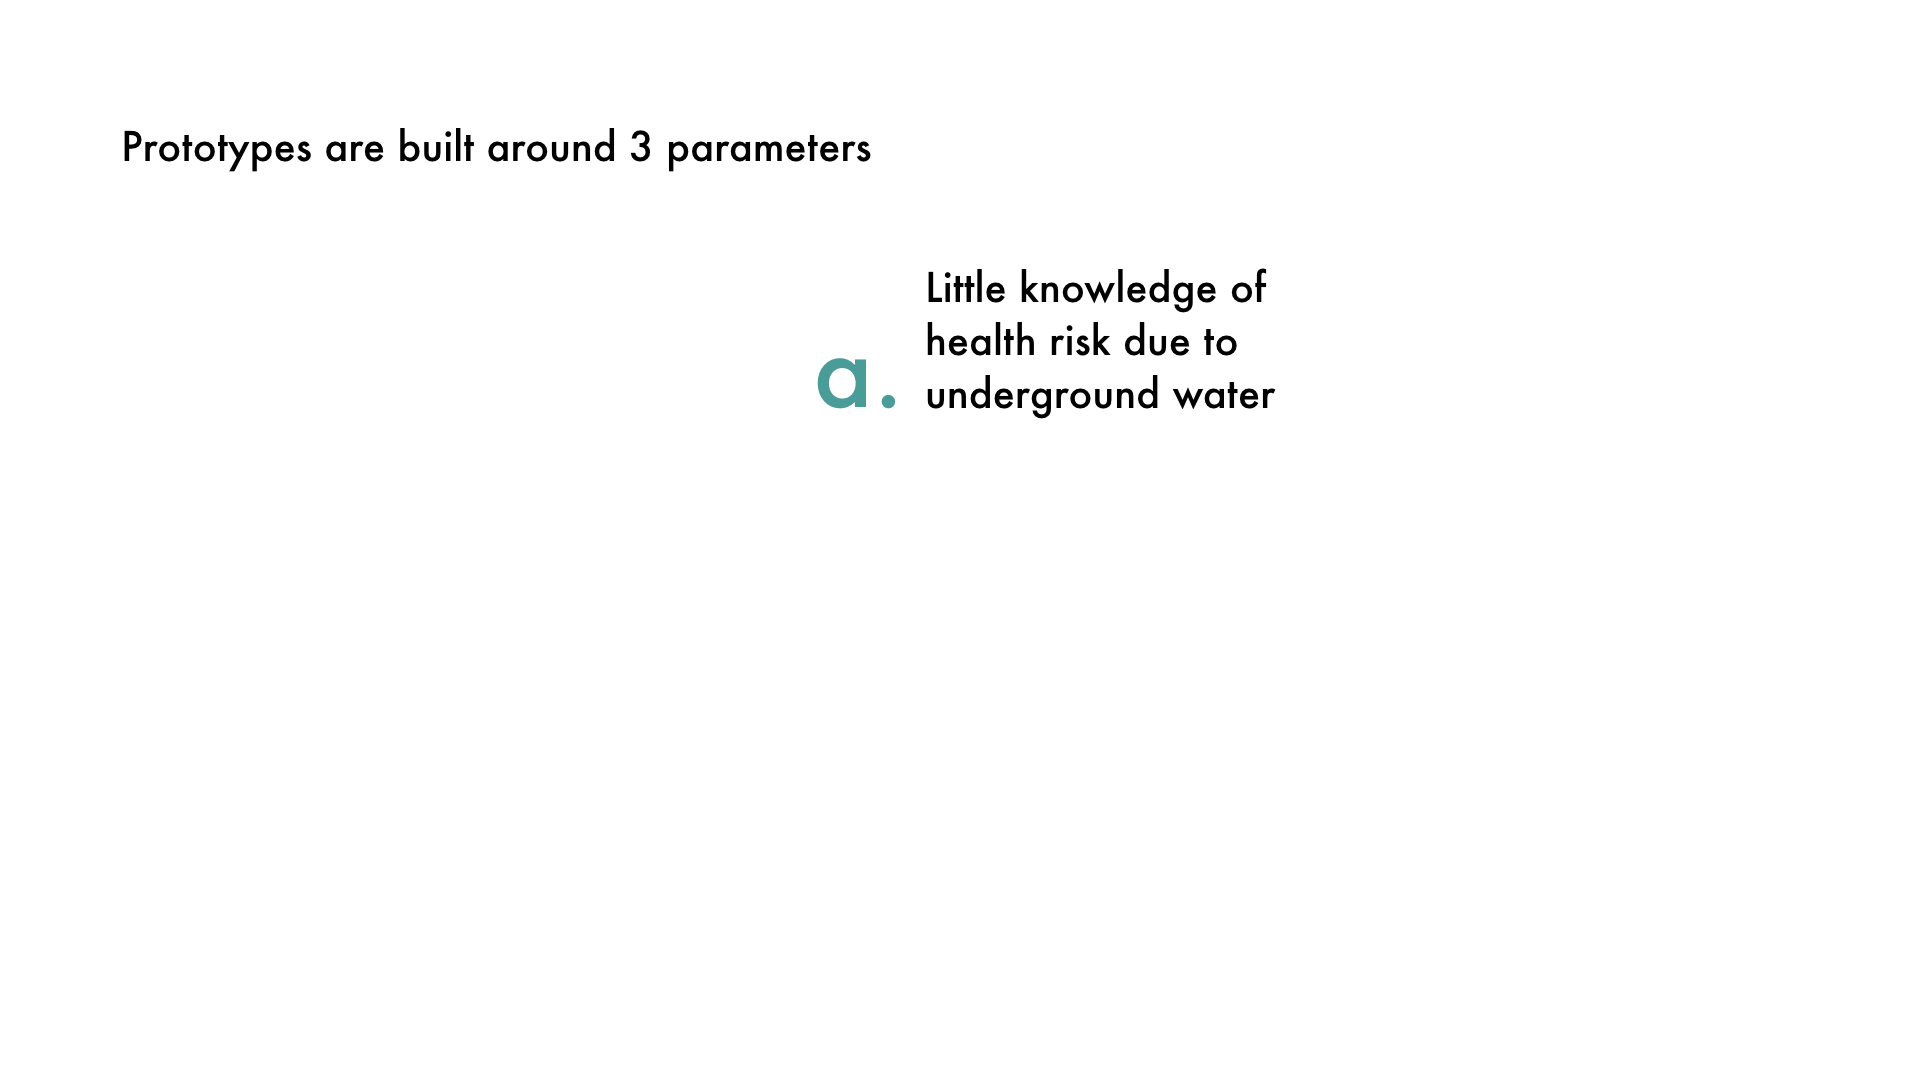 Prototypes are built around 3 parameters
Little knowledge of
health risk due to
a. underground water